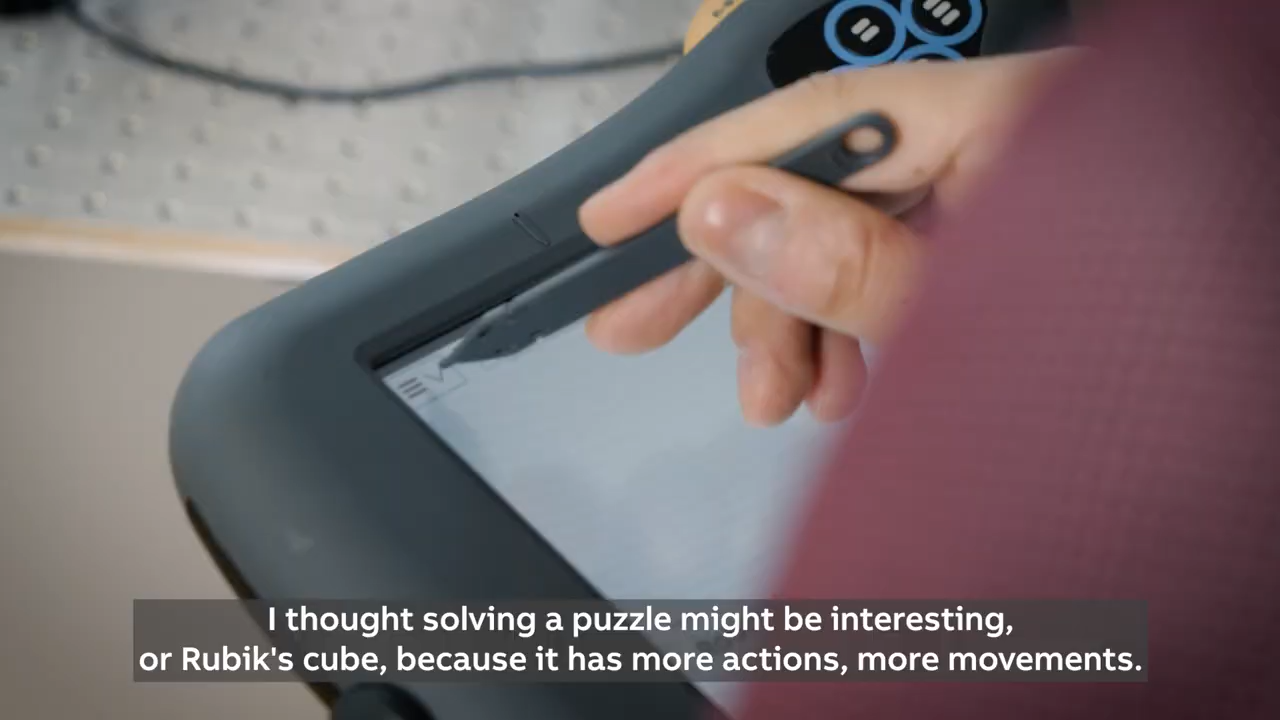 I thought solving a puzzle might be interesting,
or Rubik's cube, because it has more actions, more movements.